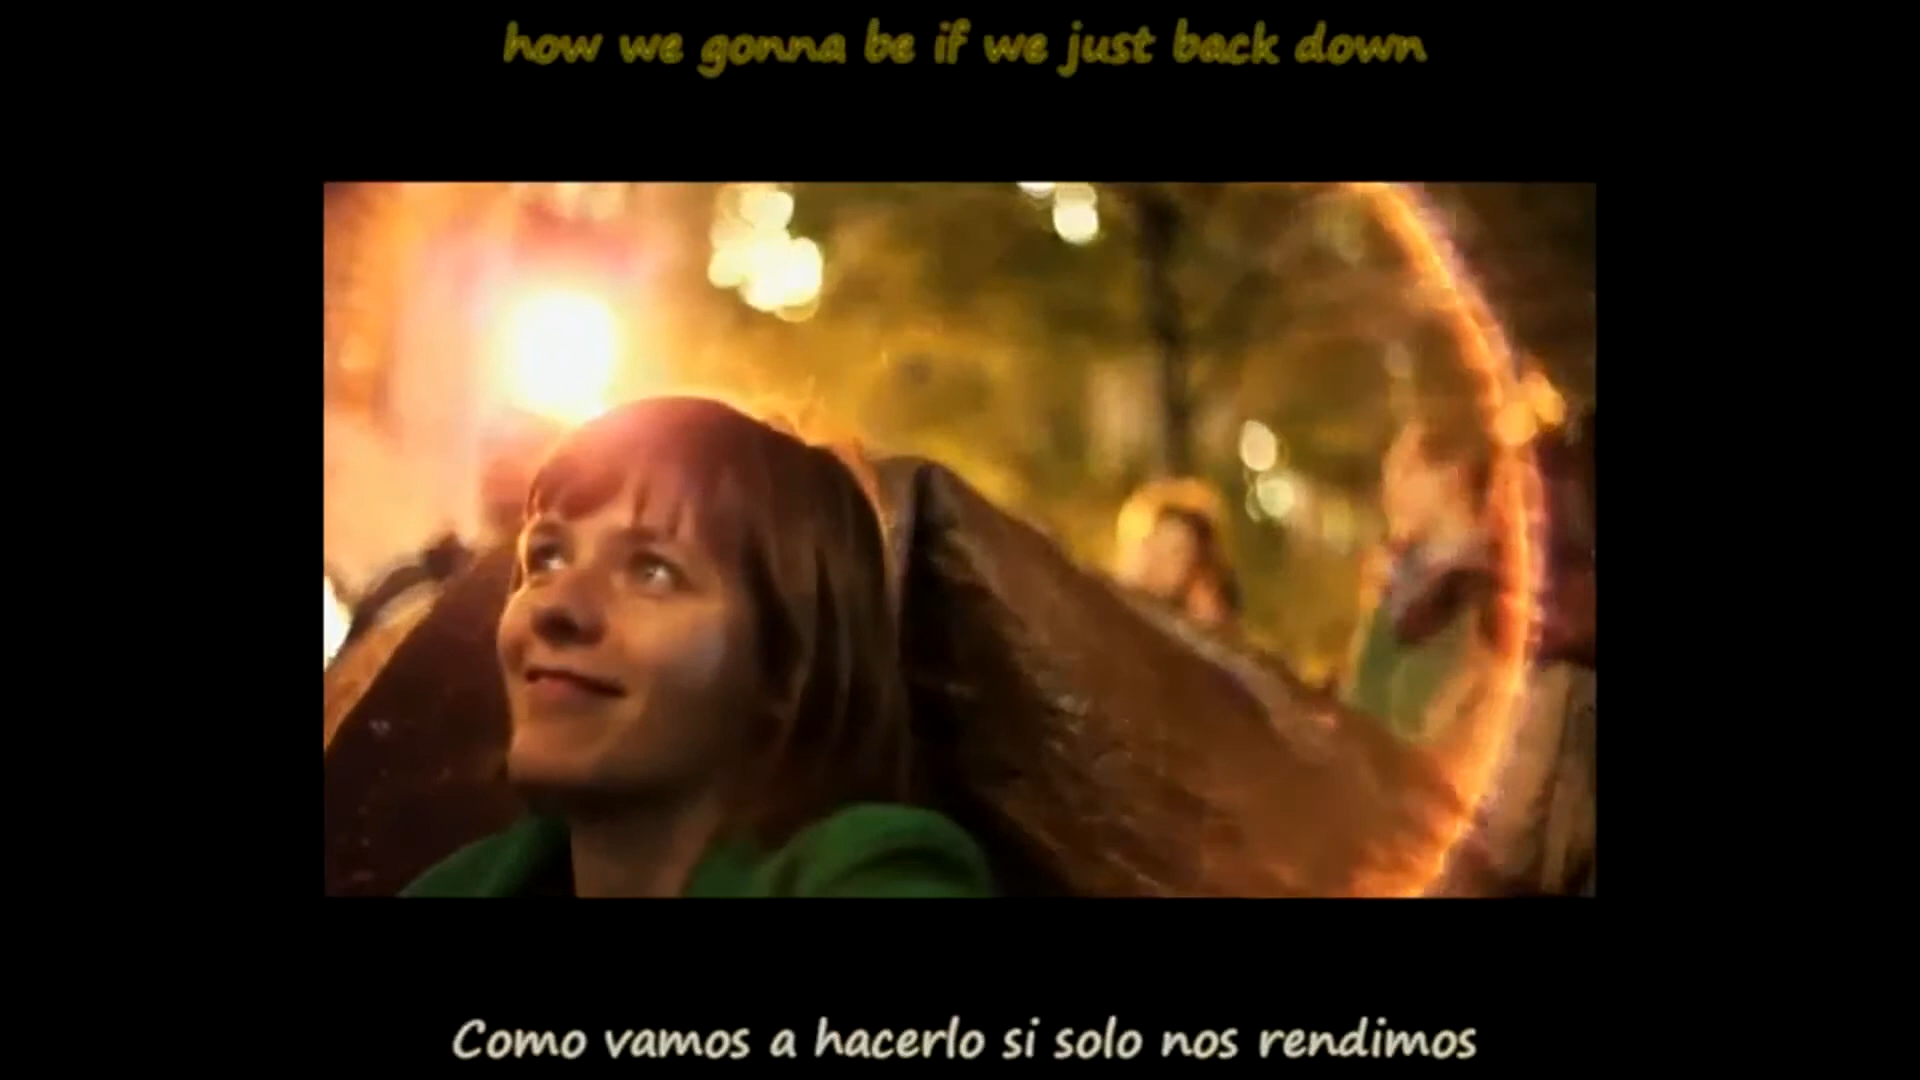 how we gonna be if we just back down
Como vamos a hacerlo si solo nos rendimos